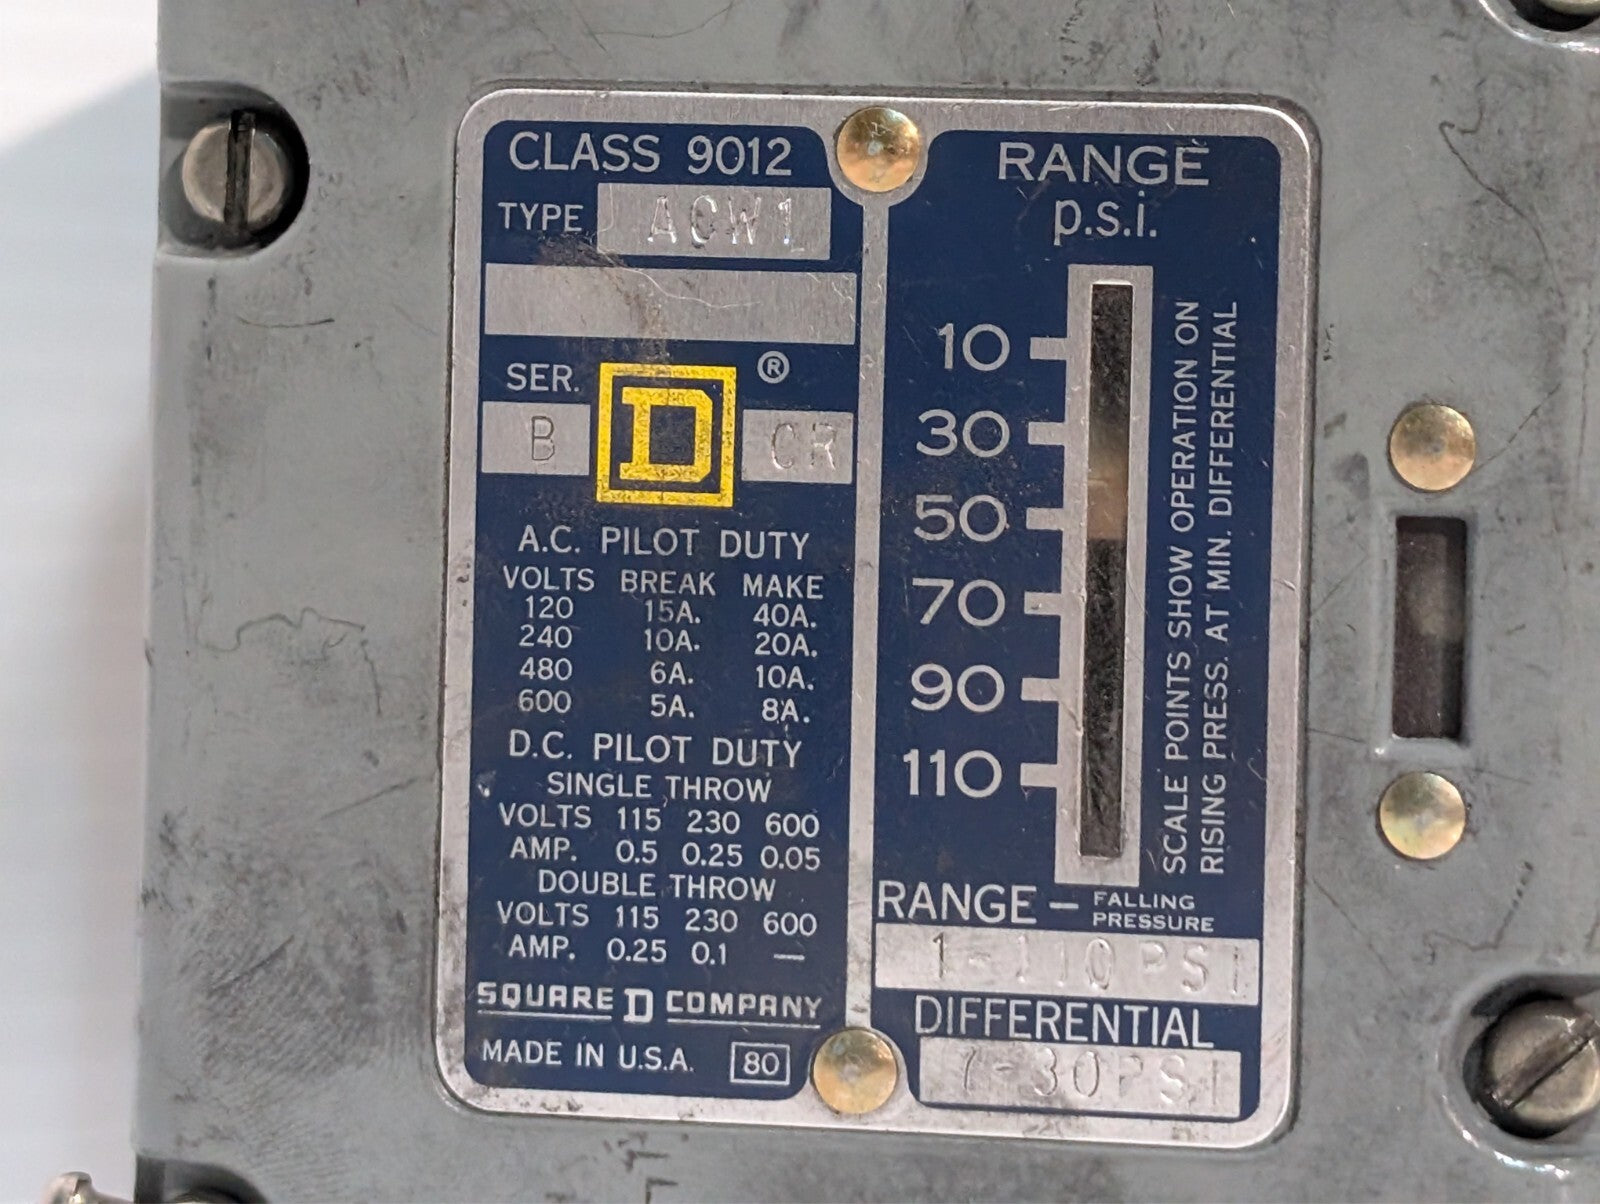 CLASS 9012
TYPE ACW1
SER. ®
B D CR
A.C. PILOT DUTY
VOLTS BREAK MAKE
120 15A. 40A.
240 10A. 20A.
480 6A. 10A.
600 5A. 8A.
D.C. PILOT DUTY
SINGLE THROW
VOLTS 115 230 600
AMP. 0.5 0.25 0.05
DOUBLE THROW
VOLTS 115 230 600
AMP. 0.25 0.1 —
SQUARE D COMPANY
MADE IN U.S.A. 80
RANGE
p.s.i.
10
30
50
70
90
110
SCALE POINTS SHOW OPERATION ON
RISING PRESS. AT MIN. DIFFERENTIAL
RANGE – FALLING
PRESSURE
1-110PSI
DIFFERENTIAL
7-30PSI